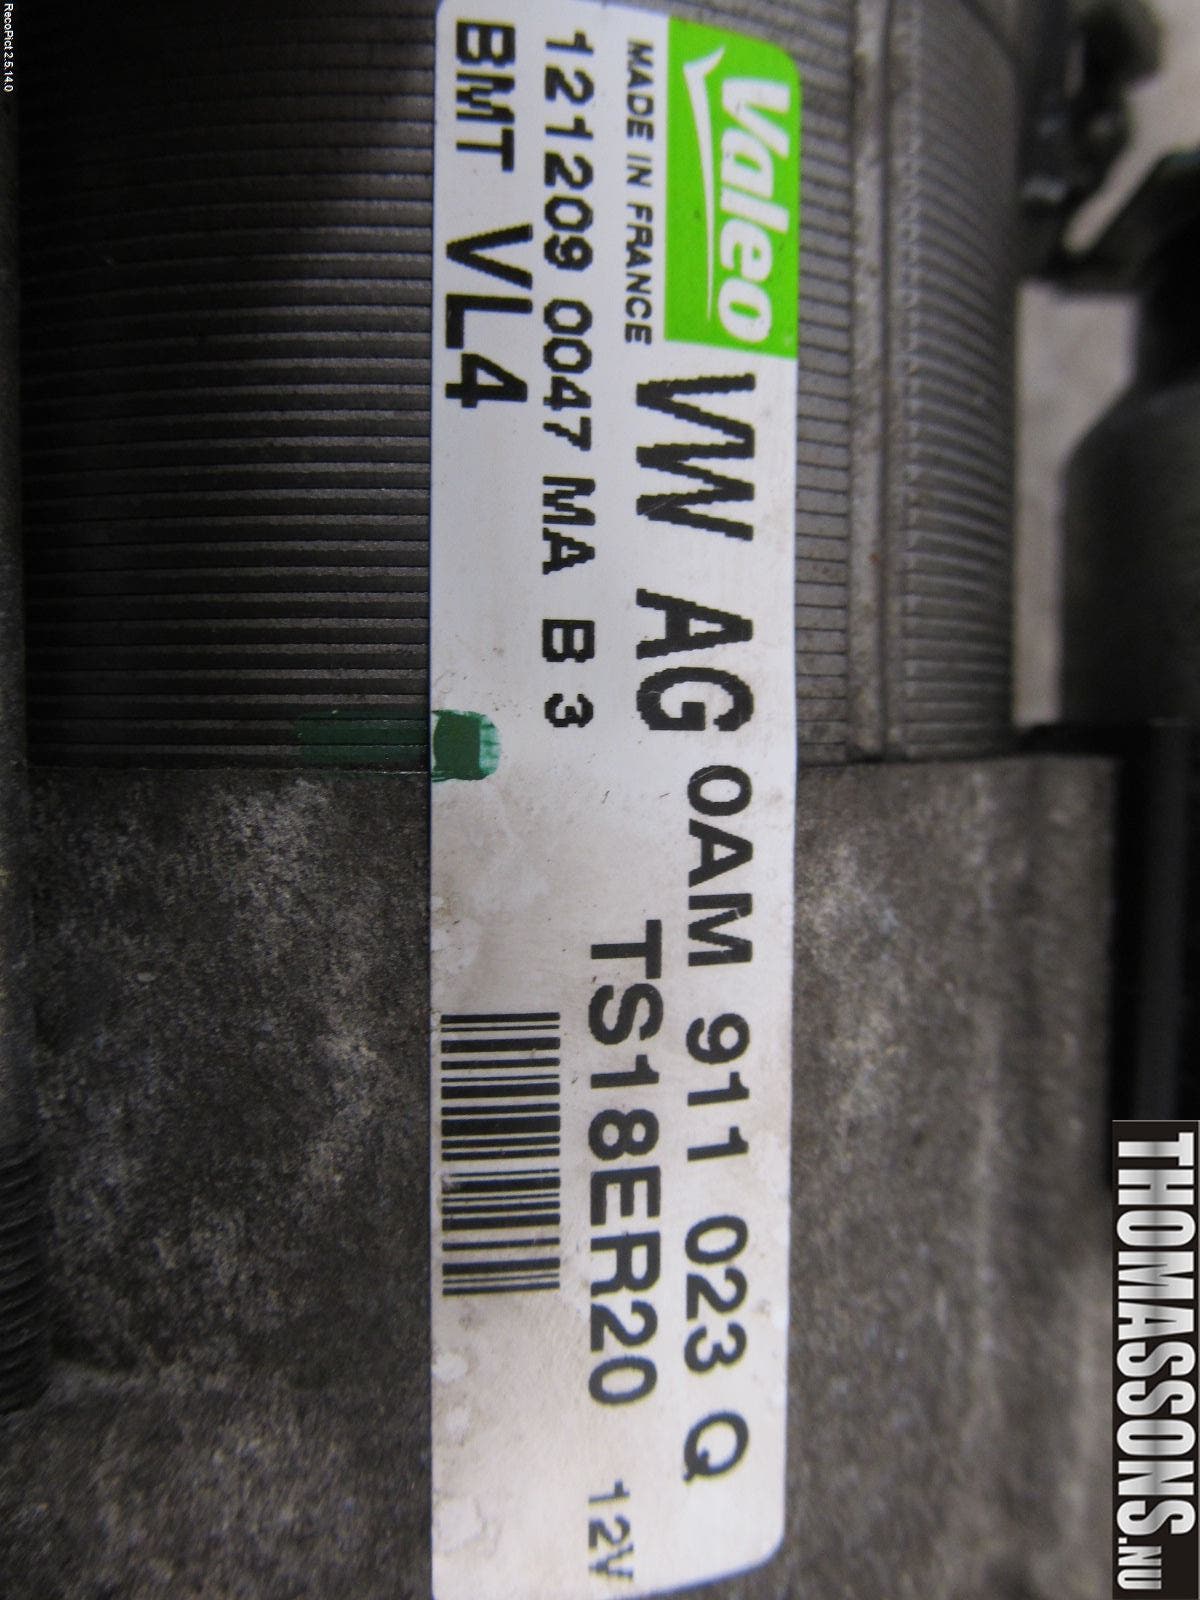 Valeo
MADE IN FRANCE
VW AG 0AM 911 023 Q
TS18ER20 12V
121209 0047 MA B 3
BMT VL4
THOMASSONS.NU
RecoPict 2.5.14.0